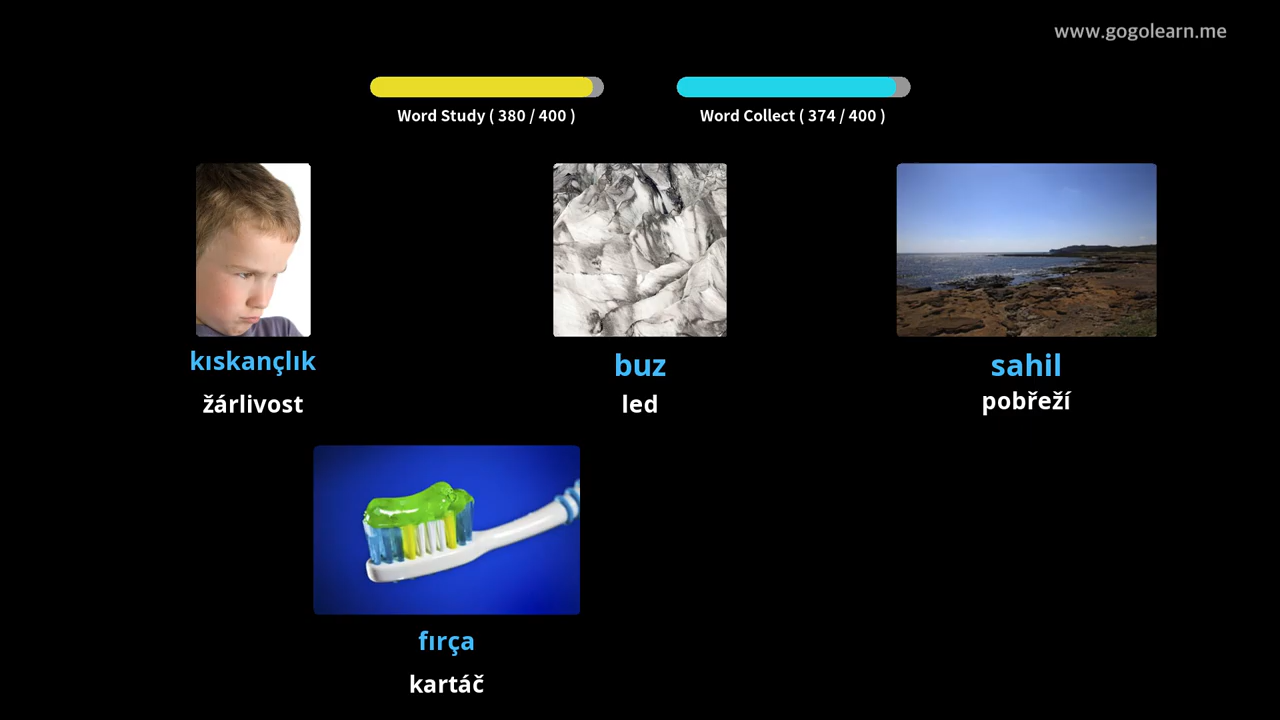 www.gogolearn.me
Word Study ( 380 / 400 )
Word Collect ( 374 / 400 )
kıskançlık
žárlivost
buz
led
sahil
pobřeží
fırça
kartáč